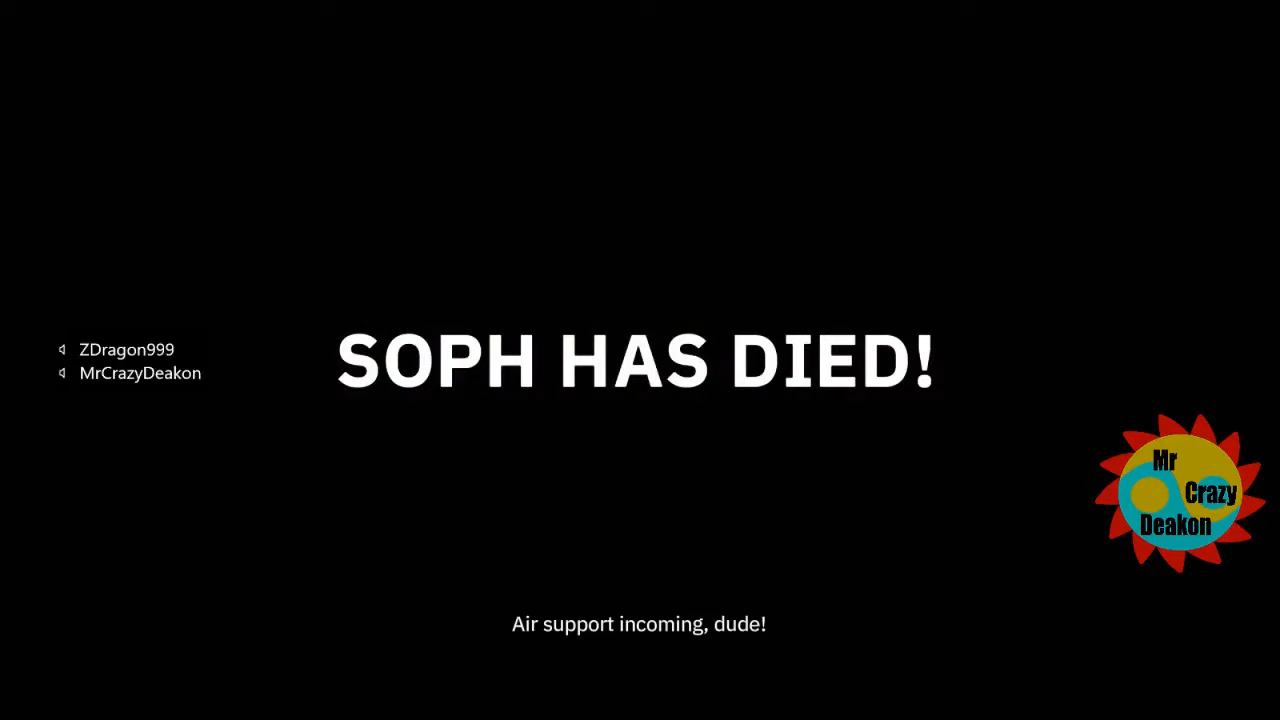 ZDragon999
MrCrazyDeakon
SOPH HAS DIED!
Mr
Crazy
Deakon
Air support incoming, dude!